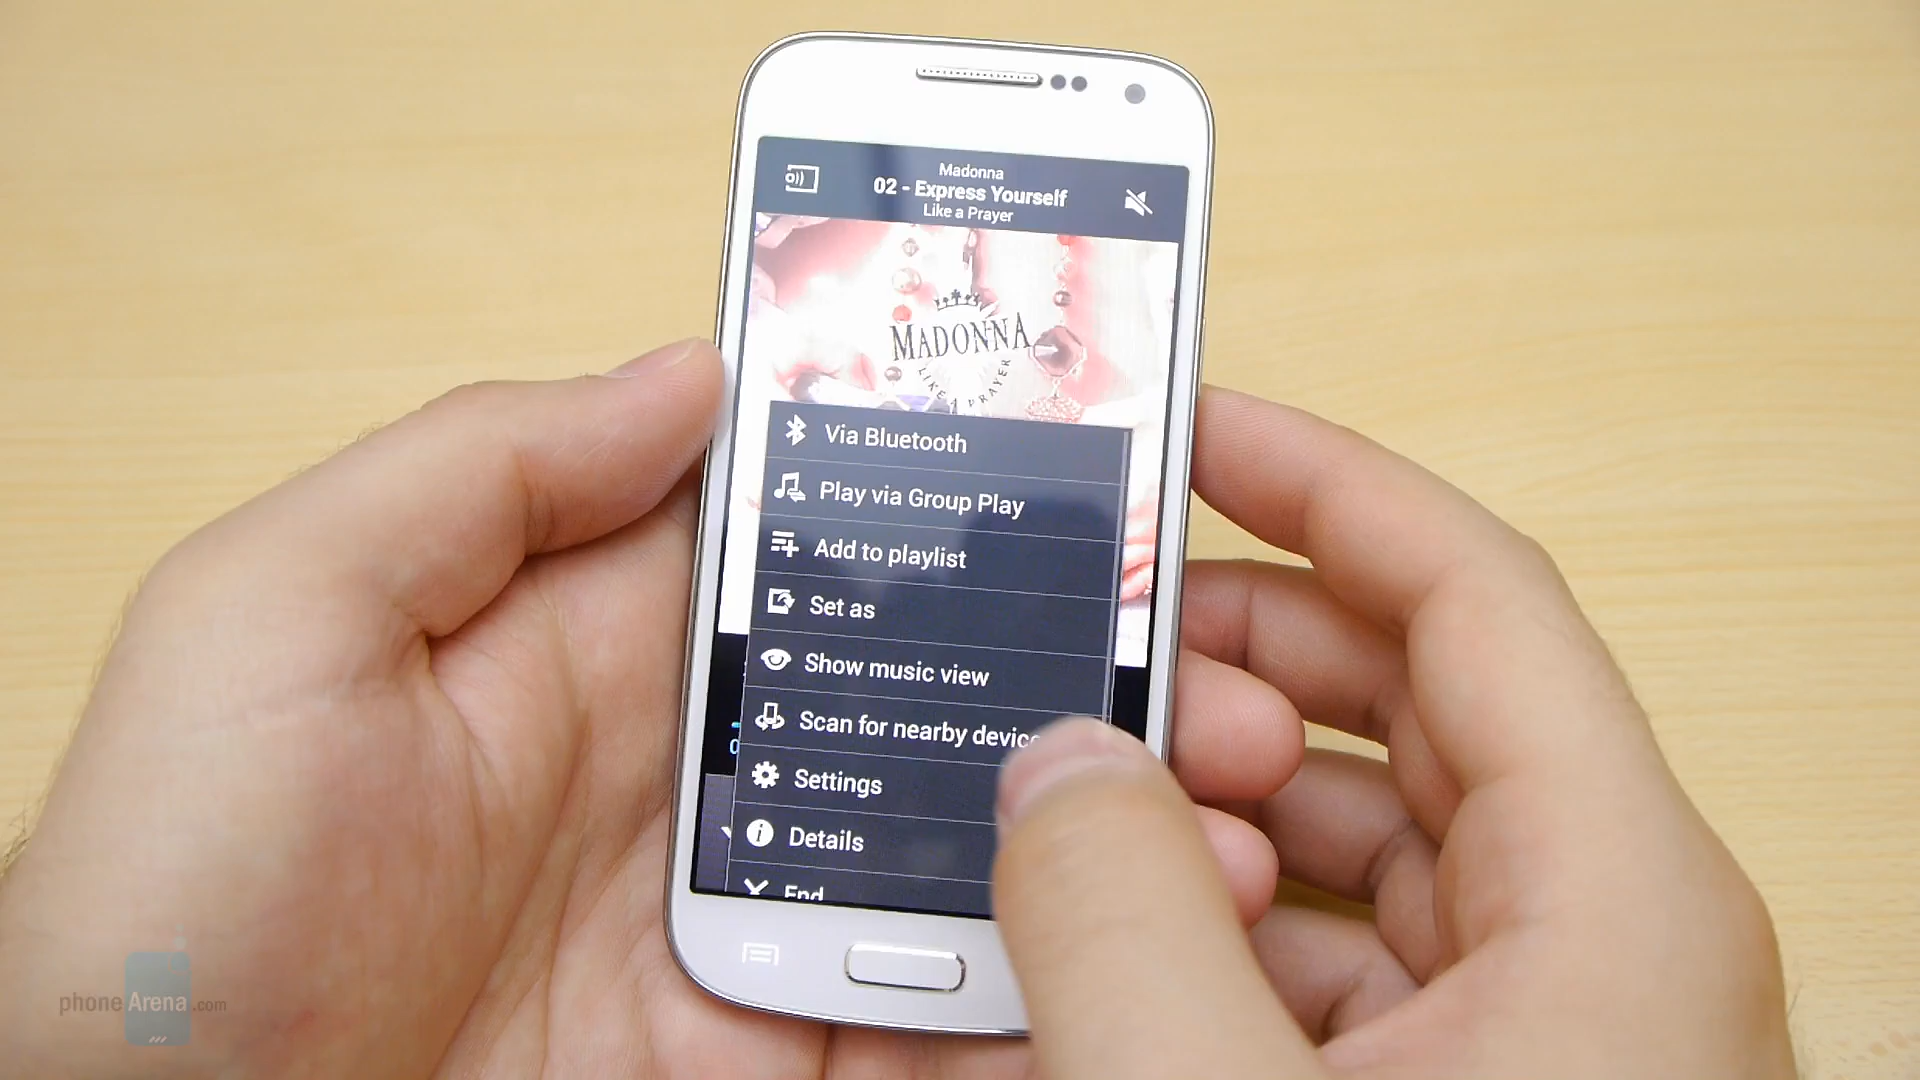 Madonna
02 - Express Yourself
Like a Prayer
MADONNA
LIKE A PRAYER
Via Bluetooth
Play via Group Play
Add to playlist
Set as
Show music view
Scan for nearby device
Settings
Details
End
phoneArena.com